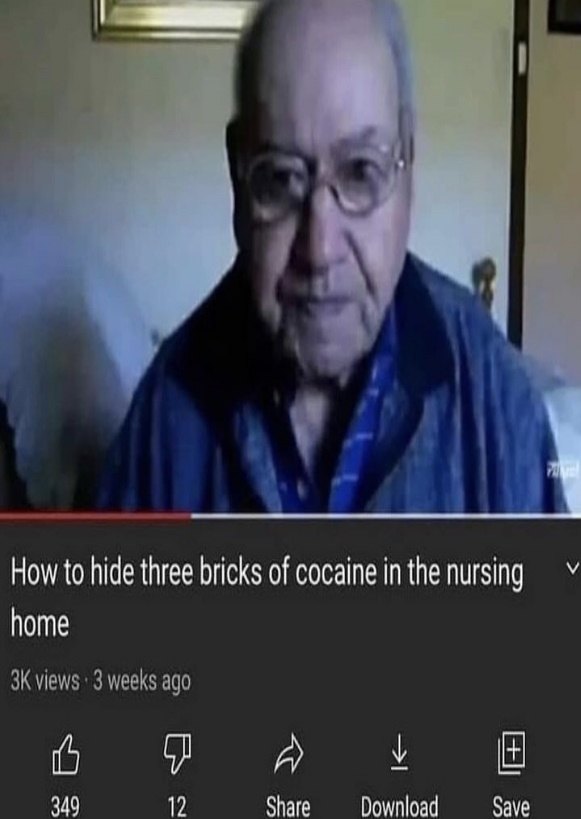 How to hide three bricks of cocaine in the nursing
home
3K views · 3 weeks ago
349
12
Share
Download
Save